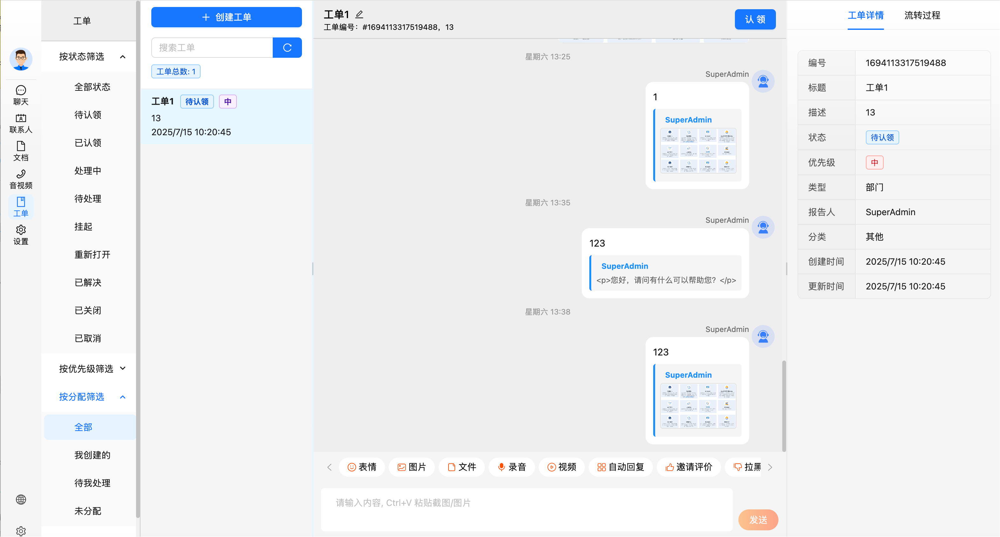 聊天
联系人
文档
音视频
工单
设置
工单
按状态筛选
全部状态
待认领
已认领
处理中
待处理
挂起
重新打开
已解决
已关闭
已取消
按优先级筛选
按分配筛选
全部
我创建的
待我处理
未分配
创建工单
搜索工单
工单总数: 1
工单1 待认领 中
13
2025/7/15 10:20:45
工单1
工单编号：#1694113317519488，13
认 领
星期六 13:25
SuperAdmin
1
SuperAdmin
星期六 13:35
SuperAdmin
123
SuperAdmin
<p>您好，请问有什么可以帮助您？</p>
星期六 13:38
SuperAdmin
123
SuperAdmin
表情 图片 文件 录音 视频 自动回复 邀请评价 拉黑
请输入内容, Ctrl+V 粘贴截图/图片
发送
工单详情 流转过程
编号 1694113317519488
标题 工单1
描述 13
状态 待认领
优先级 中
类型 部门
报告人 SuperAdmin
分类 其他
创建时间 2025/7/15 10:20:45
更新时间 2025/7/15 10:20:45